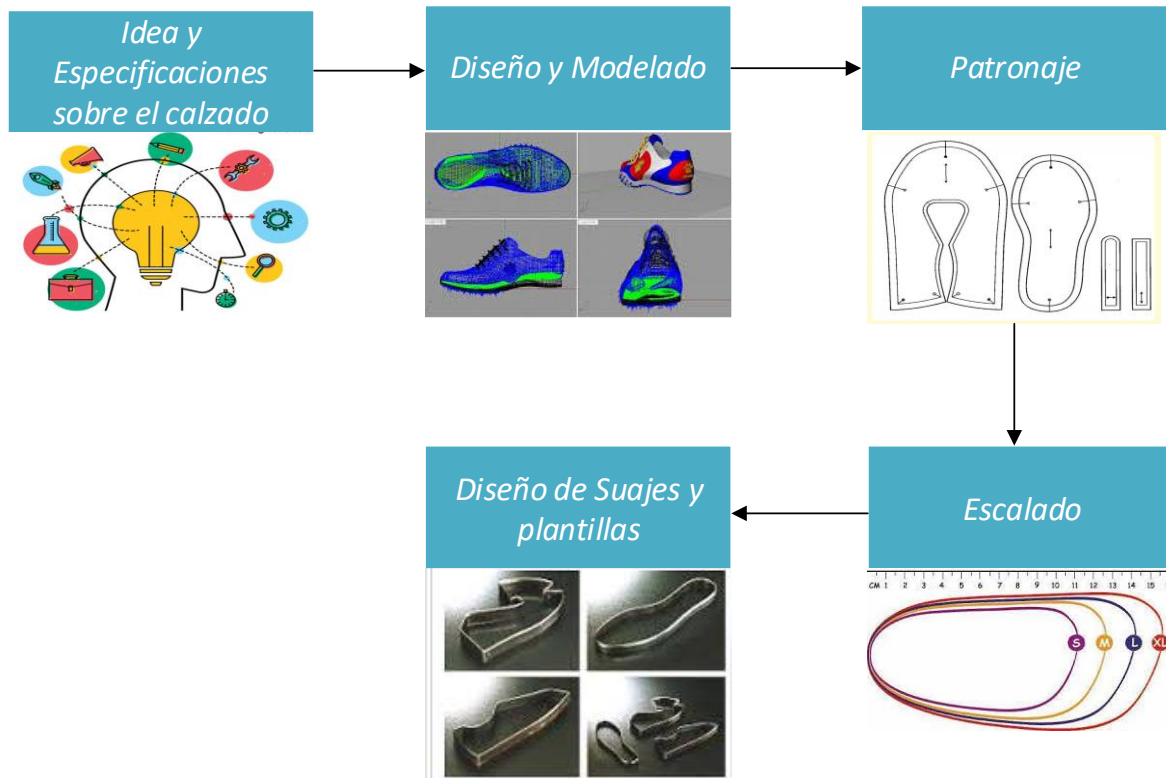 Idea y
Especificaciones
sobre el calzado
Diseño y Modelado
Patronaje
Diseño de Suajes y
plantillas
Escalado
CM 1 2 3 4 5 6 7 8 9 10 11 12 13 14 15
S M L XL